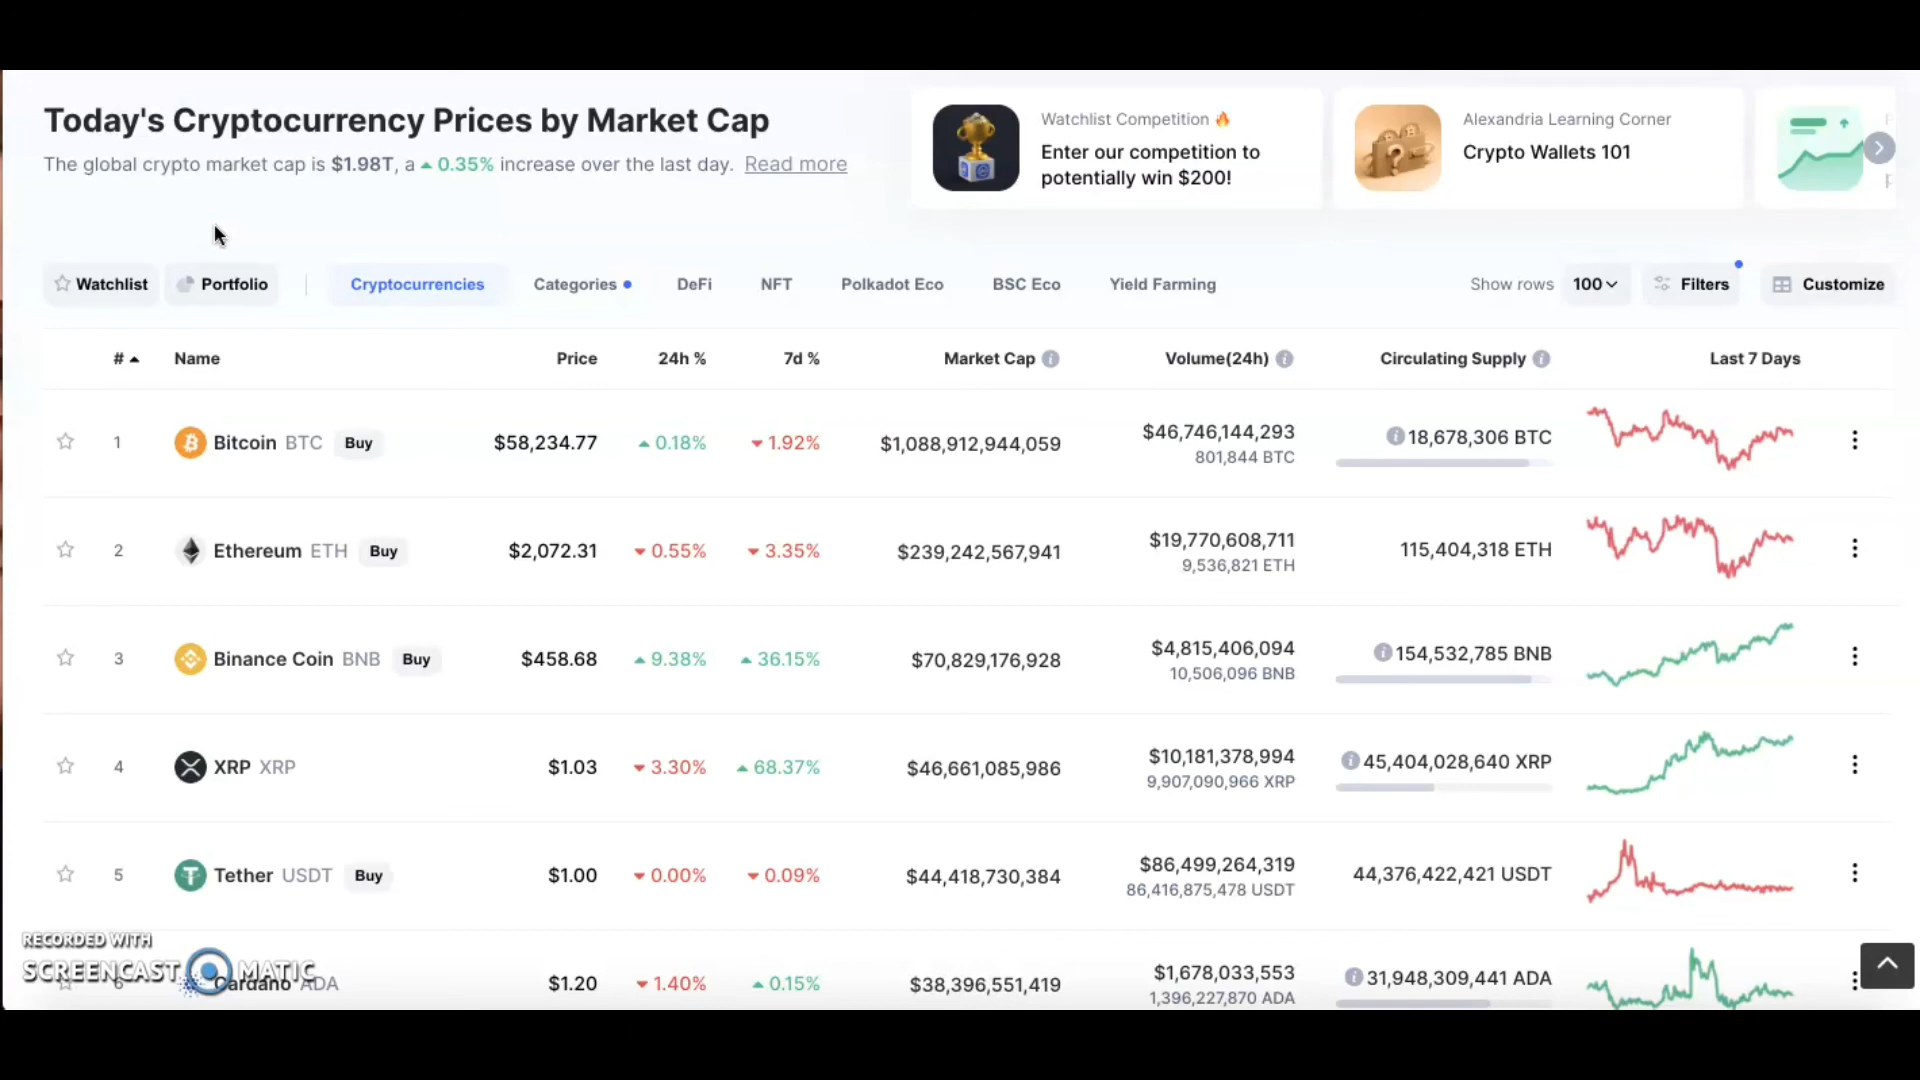 Today's Cryptocurrency Prices by Market Cap
The global crypto market cap is $1.98T, a 0.35% increase over the last day. Read more
Watchlist Competition 🔥
Enter our competition to
potentially win $200!
Alexandria Learning Corner
Crypto Wallets 101
Watchlist Portfolio Cryptocurrencies Categories DeFi NFT Polkadot Eco BSC Eco Yield Farming Show rows 100 Filters Customize
# Name Price 24h % 7d % Market Cap Volume(24h) Circulating Supply Last 7 Days
1 Bitcoin BTC Buy $58,234.77 0.18% 1.92% $1,088,912,944,059 $46,746,144,293 18,678,306 BTC
801,844 BTC
2 Ethereum ETH Buy $2,072.31 0.55% 3.35% $239,242,567,941 $19,770,608,711 115,404,318 ETH
9,536,821 ETH
3 Binance Coin BNB Buy $458.68 9.38% 36.15% $70,829,176,928 $4,815,406,094 154,532,785 BNB
10,506,096 BNB
4 XRP XRP $1.03 3.30% 68.37% $46,661,085,986 $10,181,378,994 45,404,028,640 XRP
9,907,090,966 XRP
5 Tether USDT Buy $1.00 0.00% 0.09% $44,418,730,384 $86,499,264,319 44,376,422,421 USDT
86,416,875,478 USDT
6 Cardano ADA $1.20 1.40% 0.15% $38,396,551,419 $1,678,033,553 31,948,309,441 ADA
1,396,227,870 ADA
RECORDED WITH
SCREENCAST MATIC